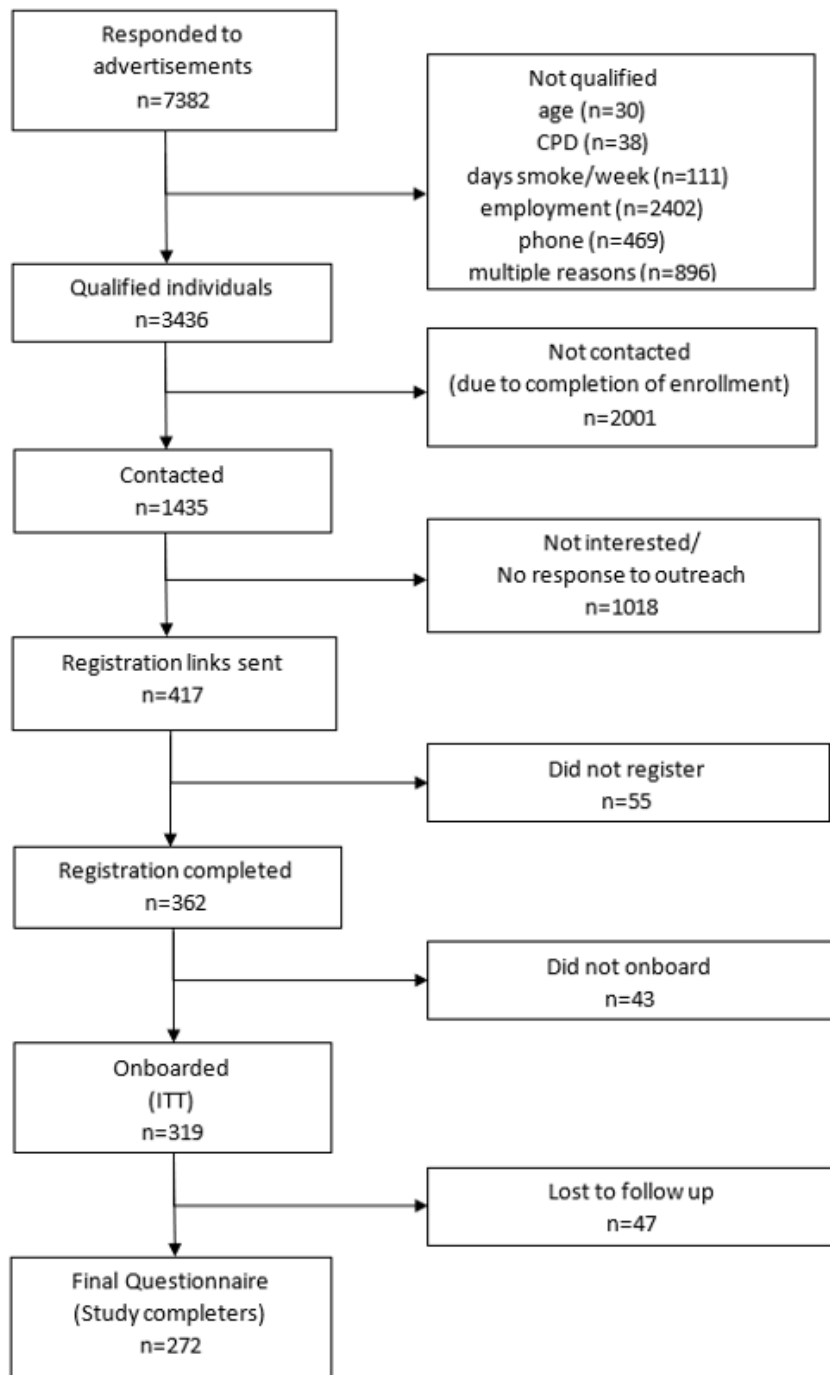 Responded to
advertisements
n=7382
Not qualified
age (n=30)
CPD (n=38)
days smoke/week (n=111)
employment (n=2402)
phone (n=469)
multiple reasons (n=896)
Qualified individuals
n=3436
Not contacted
(due to completion of enrollment)
n=2001
Contacted
n=1435
Not interested/
No response to outreach
n=1018
Registration links sent
n=417
Did not register
n=55
Registration completed
n=362
Did not onboard
n=43
Onboarded
(ITT)
n=319
Lost to follow up
n=47
Final Questionnaire
(Study completers)
n=272